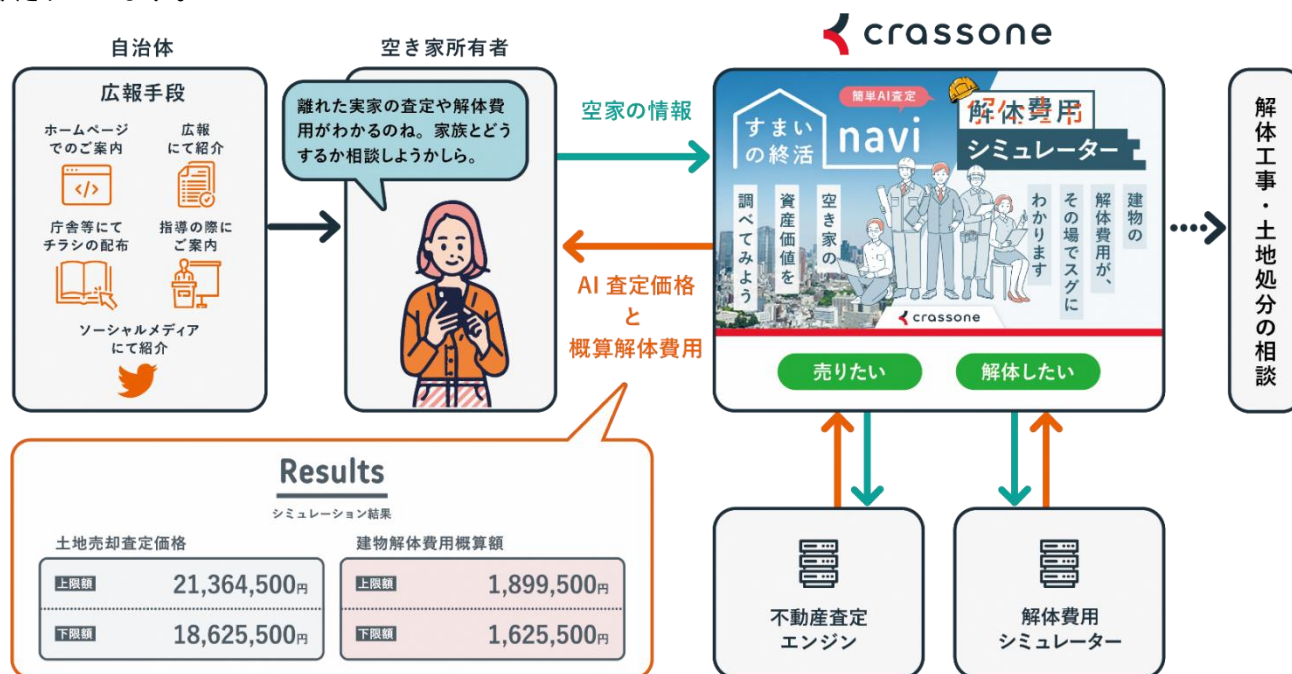 crassone
自治体
広報手段
ホームページ
でのご案内
広報
にて紹介
庁舎等にて
チラシの配布
指導の際に
ご案内
ソーシャルメディア
にて紹介
空き家所有者
離れた実家の査定や解体費
用がわかるのね。家族とどう
するか相談しようかしら。
空家の情報
AI 査定価格
と
概算解体費用
簡単AI査定
すまい
の終活
navi
解体費用
シミュレーター
空き家の
資産価値を
調べてみよう
建物の
解体費用が、
その場でスグに
わかります
crassone
売りたい
解体したい
解体工事・土地処分の相談
Results
シミュレーション結果
土地売却査定価格
上限額 21,364,500円
下限額 18,625,500円
建物解体費用概算額
上限額 1,899,500円
下限額 1,625,500円
不動産査定
エンジン
解体費用
シミュレーター